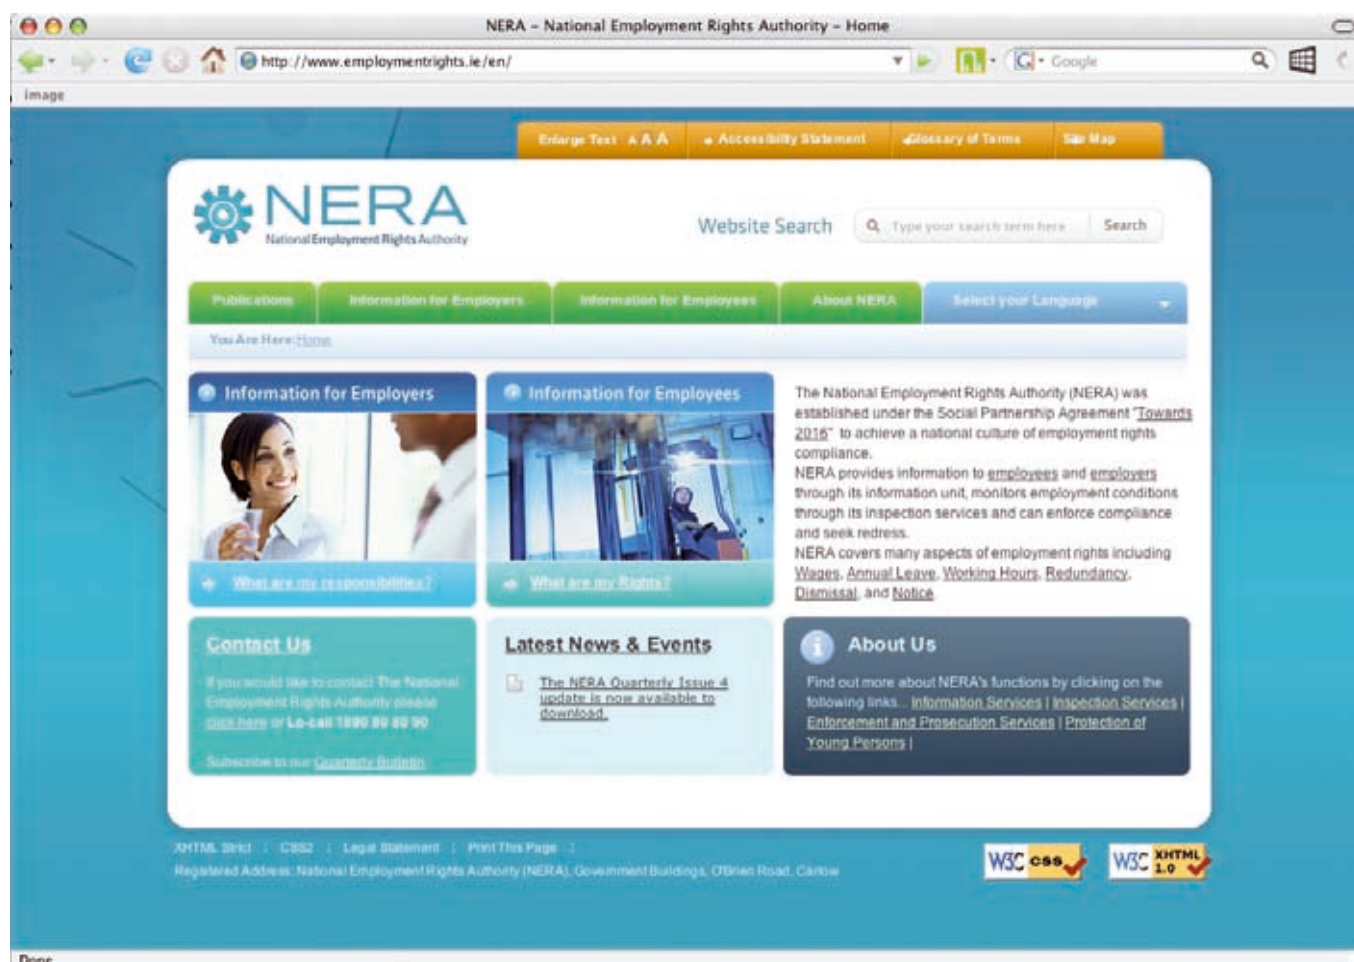 NERA – National Employment Rights Authority – Home
http://www.employmentrights.ie/en/
Google
image
Enlarge Text A A A
Accessibility Statement
Glossary of Terms
Site Map
NERA
National Employment Rights Authority
Website Search
Type your search term here
Search
Publications
Information for Employers
Information for Employees
About NERA
Select your Language
You Are Here: Home
Information for Employers
What are my responsibilities?
Information for Employees
What are my Rights?
The National Employment Rights Authority (NERA) was
established under the Social Partnership Agreement "Towards
2016" to achieve a national culture of employment rights
compliance.
NERA provides information to employees and employers
through its information unit, monitors employment conditions
through its inspection services and can enforce compliance
and seek redress.
NERA covers many aspects of employment rights including
Wages, Annual Leave, Working Hours, Redundancy,
Dismissal, and Notice
Contact Us
If you would like to contact The National
Employment Rights Authority please
click here or Lo-call 1890 80 80 90
Subscribe to our Quarterly Bulletin
Latest News & Events
The NERA Quarterly Issue 4
update is now available to
download.
i
About Us
Find out more about NERA's functions by clicking on the
following links... Information Services | Inspection Services |
Enforcement and Prosecution Services | Protection of
Young Persons |
XHTML Strict : CSS2 : Legal Statement : Print This Page :
Registered Address: National Employment Rights Authority (NERA), Government Buildings, O'Brien Road, Carlow
W3C css
W3C XHTML 1.0
Done